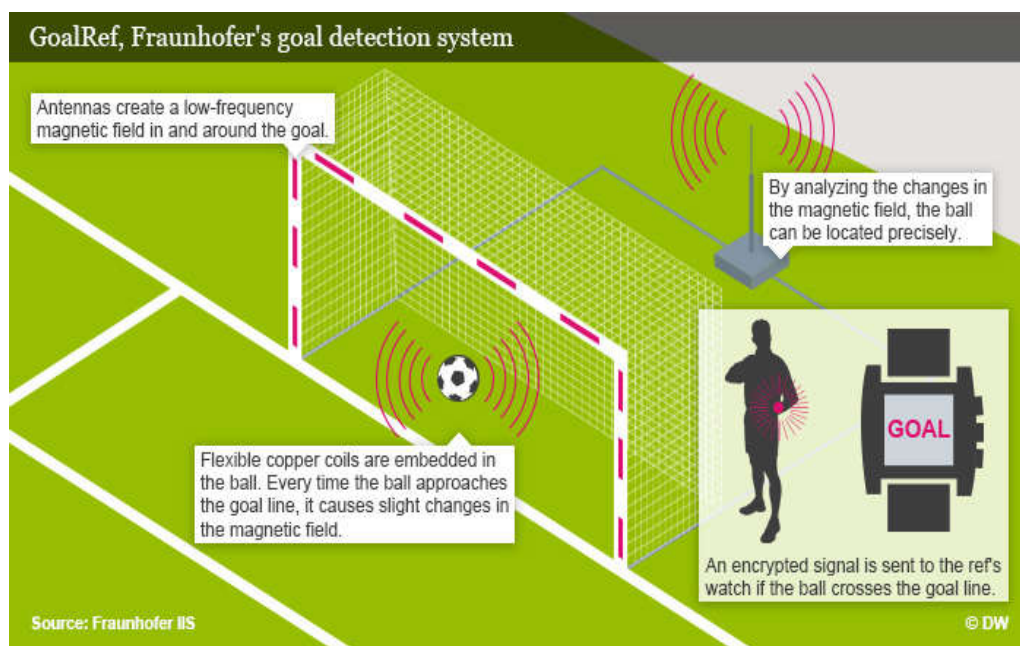 GoalRef, Fraunhofer's goal detection system
Antennas create a low-frequency
magnetic field in and around the goal.
By analyzing the changes in
the magnetic field, the ball
can be located precisely.
Flexible copper coils are embedded in
the ball. Every time the ball approaches
the goal line, it causes slight changes in
the magnetic field.
GOAL
An encrypted signal is sent to the ref's
watch if the ball crosses the goal line.
Source: Fraunhofer IIS
© DW